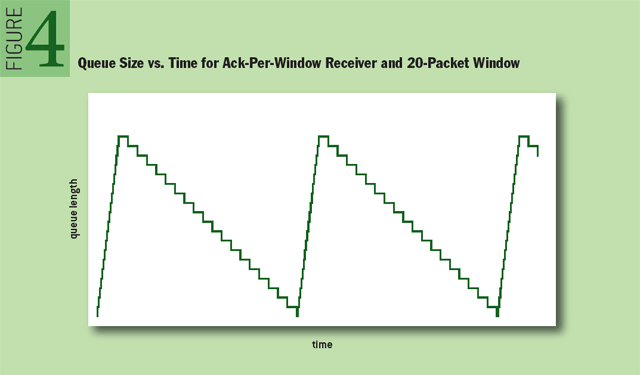 FIGURE 4
Queue Size vs. Time for Ack-Per-Window Receiver and 20-Packet Window
queue length
time